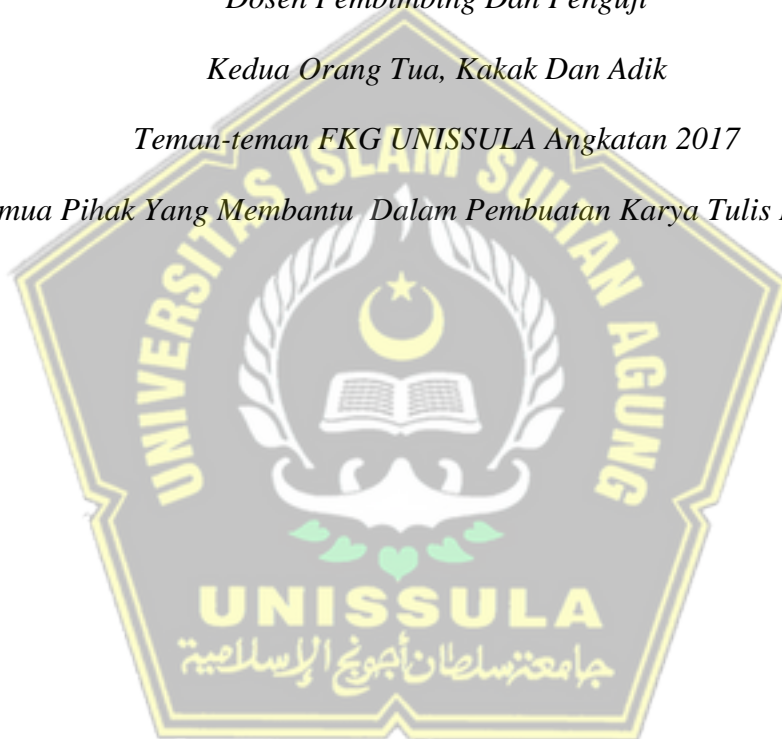 Dosen Pembimbing Dan Penguji
Kedua Orang Tua, Kakak Dan Adik
Teman-teman FKG UNISSULA Angkatan 2017
mua Pihak Yang Membantu Dalam Pembuatan Karya Tulis
UNIVERSITAS ISLAM SULTAN AGUNG
UNISSULA
جامعة سلطان أجونج الإسلامية